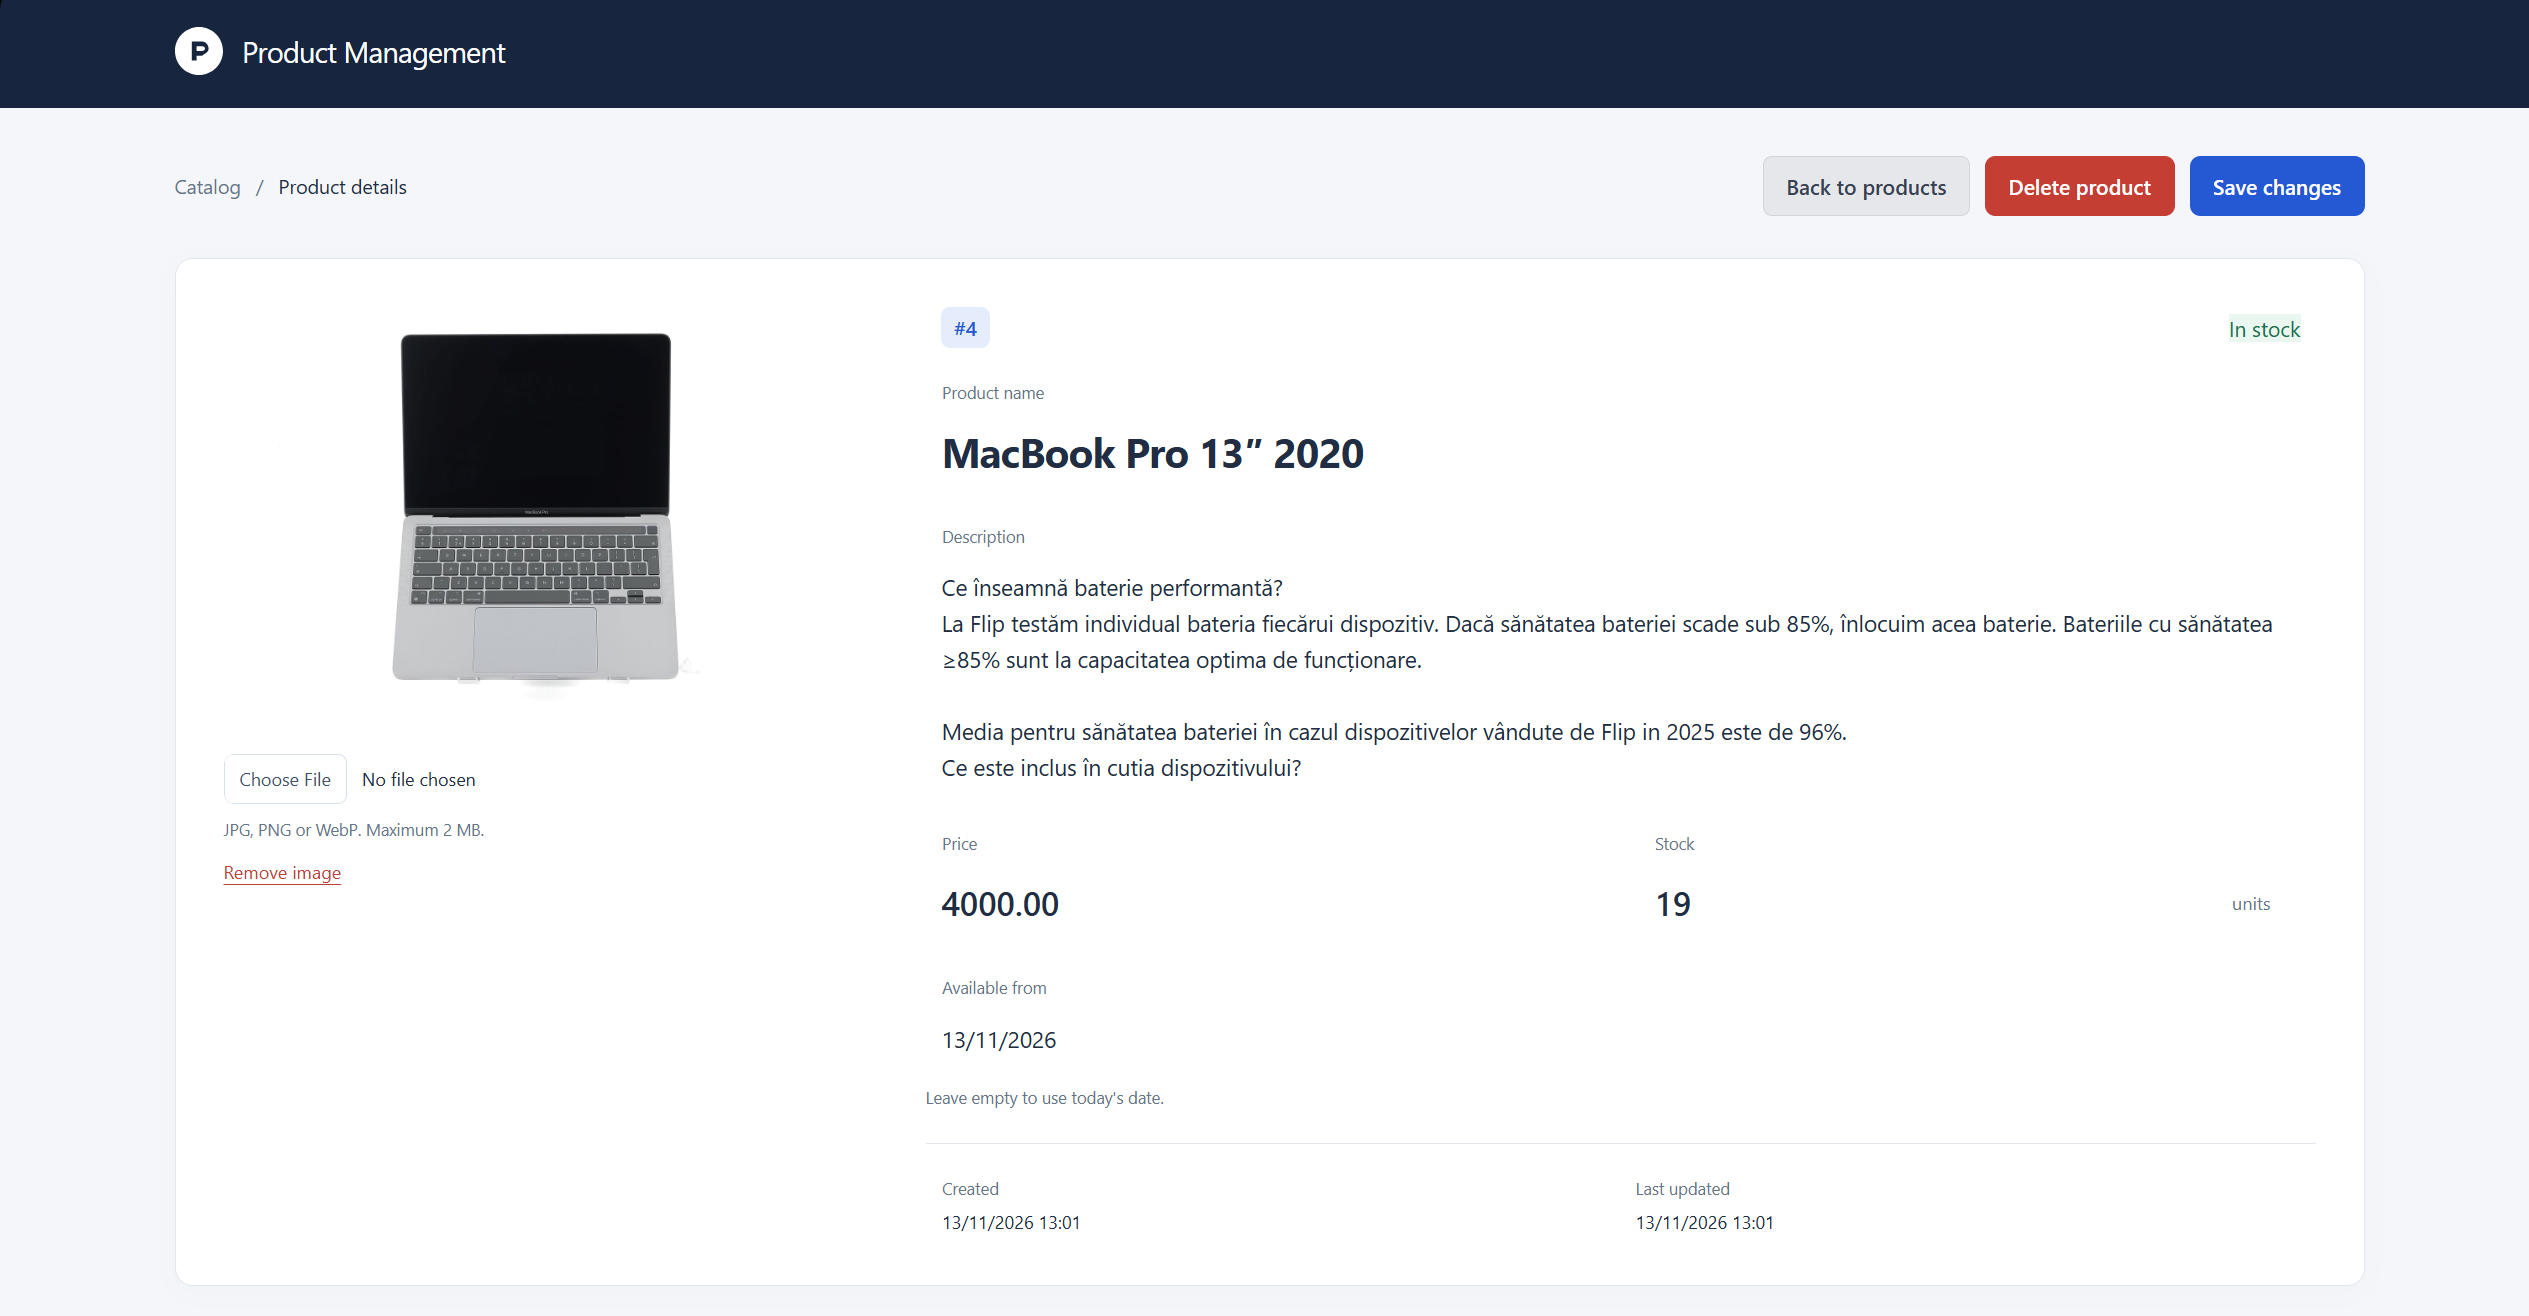 P Product Management
Catalog / Product details
Back to products
Delete product
Save changes
#4
In stock
Product name
MacBook Pro 13″ 2020
Description
Ce înseamnă baterie performantă?
La Flip testăm individual bateria fiecărui dispozitiv. Dacă sănătatea bateriei scade sub 85%, înlocuim acea baterie. Bateriile cu sănătatea
≥85% sunt la capacitatea optima de funcționare.
Media pentru sănătatea bateriei în cazul dispozitivelor vândute de Flip in 2025 este de 96%.
Ce este inclus în cutia dispozitivului?
Choose File No file chosen
JPG, PNG or WebP. Maximum 2 MB.
Remove image
Price
4000.00
Stock
19 units
Available from
13/11/2026
Leave empty to use today's date.
Created
13/11/2026 13:01
Last updated
13/11/2026 13:01